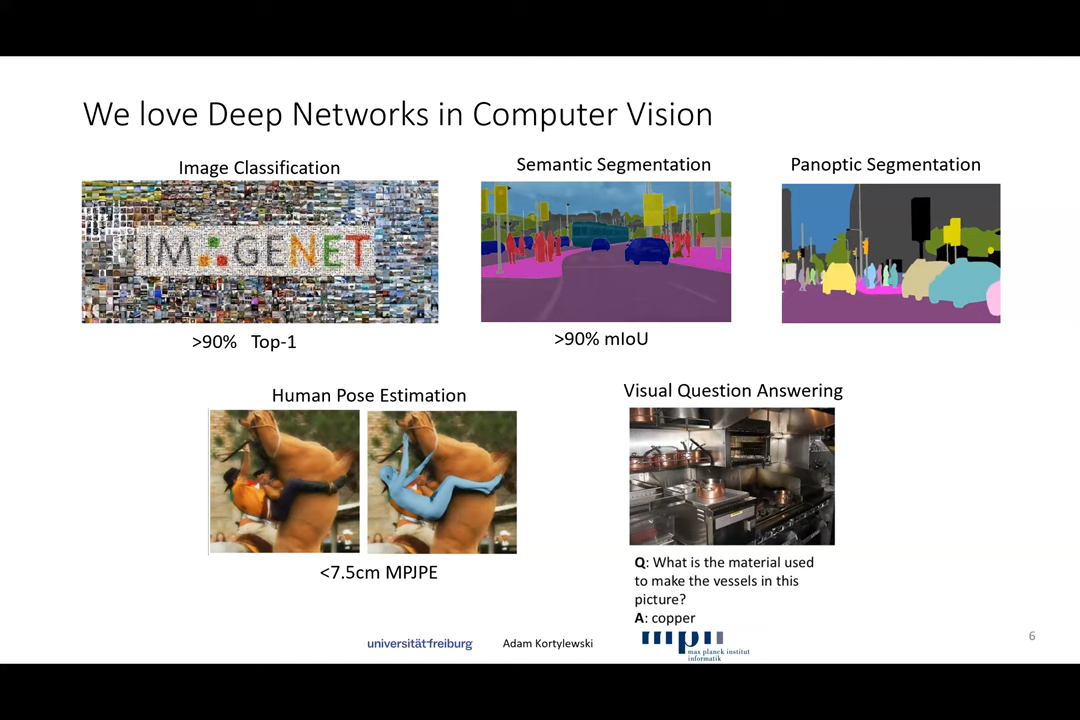 We love Deep Networks in Computer Vision
Image Classification
Semantic Segmentation
Panoptic Segmentation
IMAGENET
>90% Top-1
>90% mIoU
Human Pose Estimation
Visual Question Answering
<7.5cm MPJPE
Q: What is the material used
to make the vessels in this
picture?
A: copper
universität freiburg
Adam Kortylewski
mpii
max planck institut
informatik
6